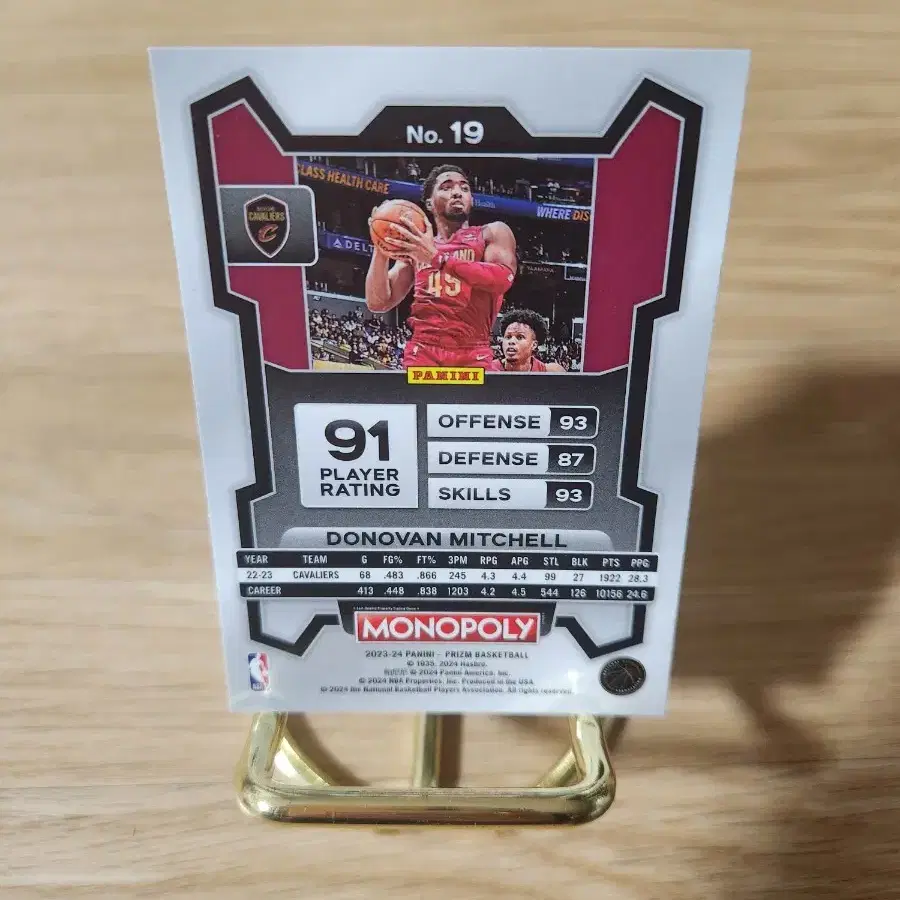 No. 19
CLASS HEALTH CARE
Health
WHERE DIS
DELT
CAVALIERS
C
45
PANINI
91
PLAYER
RATING
OFFENSE 93
DEFENSE 87
SKILLS 93
DONOVAN MITCHELL
YEAR TEAM G FG% FT% 3PM RPG APG STL BLK PTS PPG
22-23 CAVALIERS 68 .483 .866 245 4.3 4.4 99 27 1922 28.3
CAREER 413 .448 .838 1203 4.2 4.5 544 126 10156 24.6
MONOPOLY
2023-24 PANINI - PRIZM BASKETBALL
© 1935, 2024 Hasbro.
© 2024 Panini America, Inc.
© 2024 NBA Properties, Inc. Produced in the USA
© 2024 the National Basketball Players Association. All rights reserved.
NBA